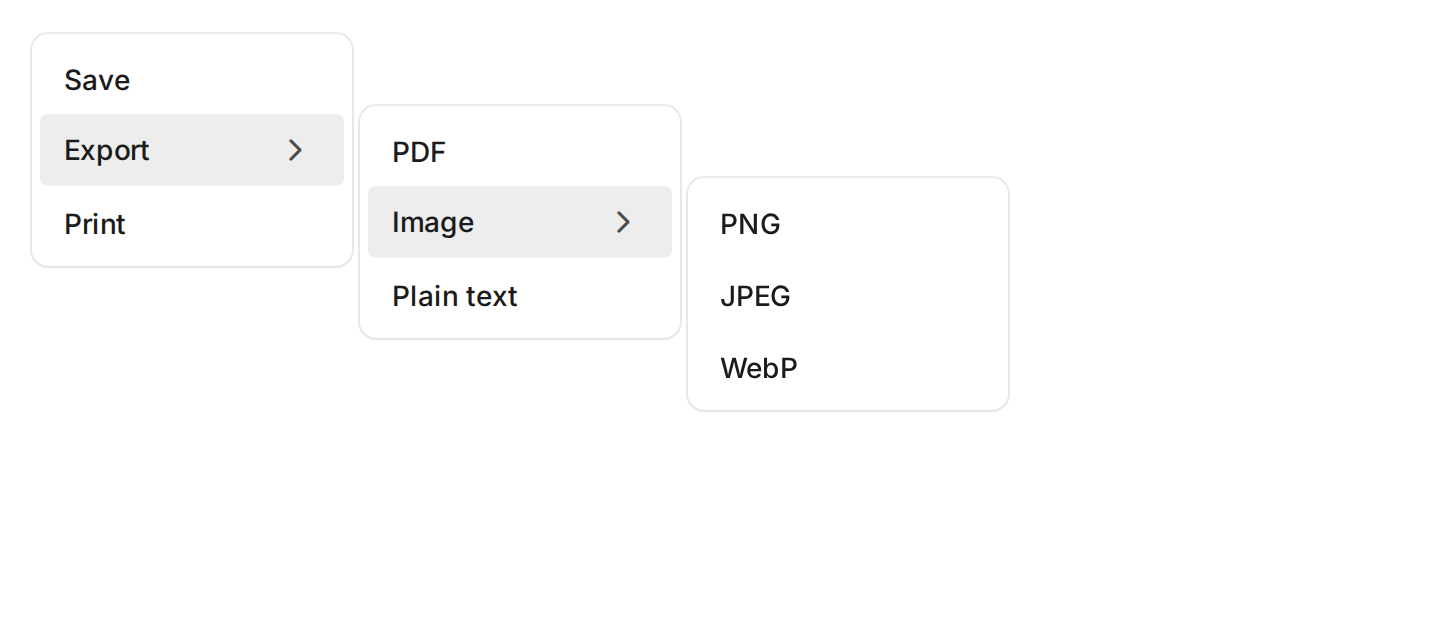 Save
Export
Print
PDF
Image
Plain text
PNG
JPEG
WebP